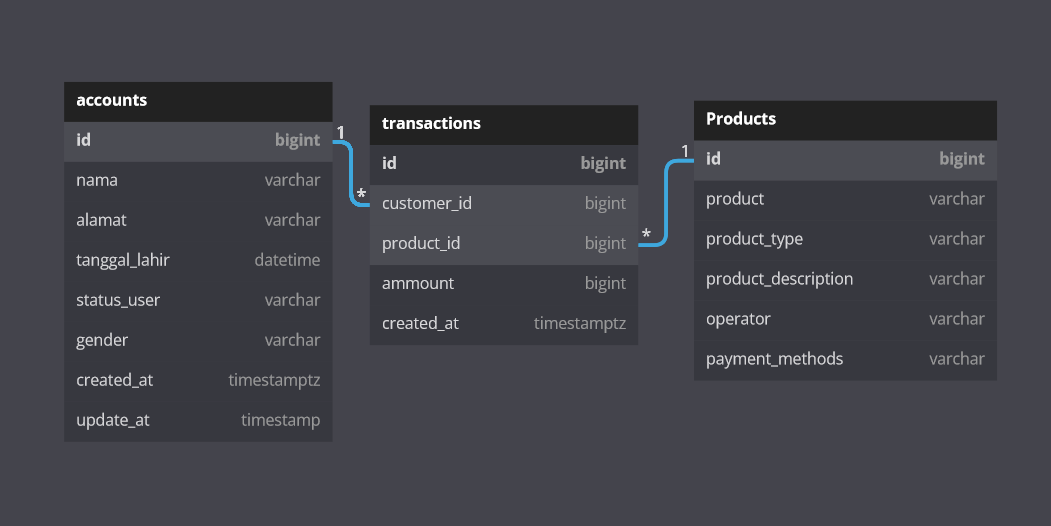 accounts
id bigint
nama varchar
alamat varchar
tanggal_lahir datetime
status_user varchar
gender varchar
created_at timestamptz
update_at timestamp
1
*
transactions
id bigint
customer_id bigint
product_id bigint
ammount bigint
created_at timestamptz
*
1
Products
id bigint
product varchar
product_type varchar
product_description varchar
operator varchar
payment_methods varchar